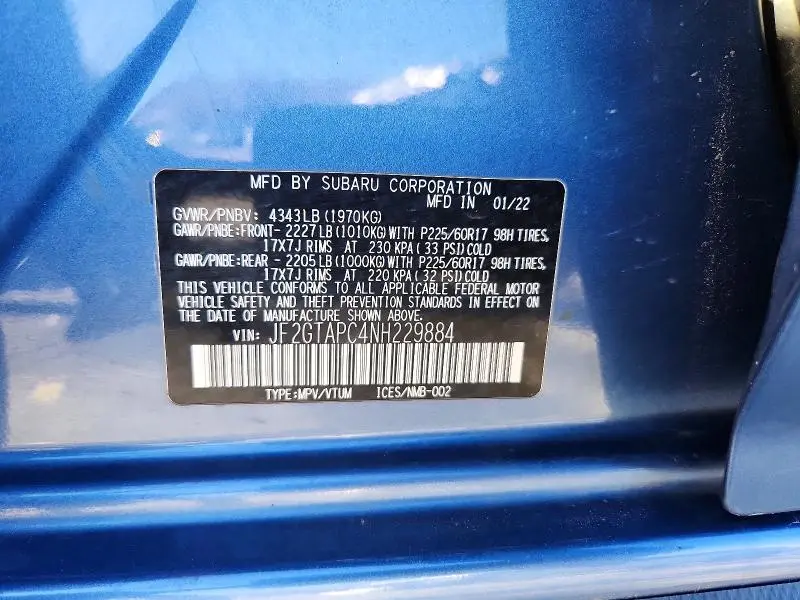 MFD BY SUBARU CORPORATION
MFD IN 01/22
GVWR/PNBV: 4343LB(1970KG)
GAWR/PNBE:FRONT- 2227LB(1010KG)WITH P225/60R17 98H TIRES,
17X7J RIMS AT 230 KPA(33 PSI)COLD
GAWR/PNBE:REAR - 2205LB(1000KG)WITH P225/60R17 98H TIRES,
17X7J RIMS AT 220 KPA(32 PSI)COLD
THIS VEHICLE CONFORMS TO ALL APPLICABLE FEDERAL MOTOR
VEHICLE SAFETY AND THEFT PREVENTION STANDARDS IN EFFECT ON
THE DATE OF MANUFACTURE SHOWN ABOVE.
VIN: JF2GTAPC4NH229884
TYPE:MPV/VTUM ICES/NMB-002